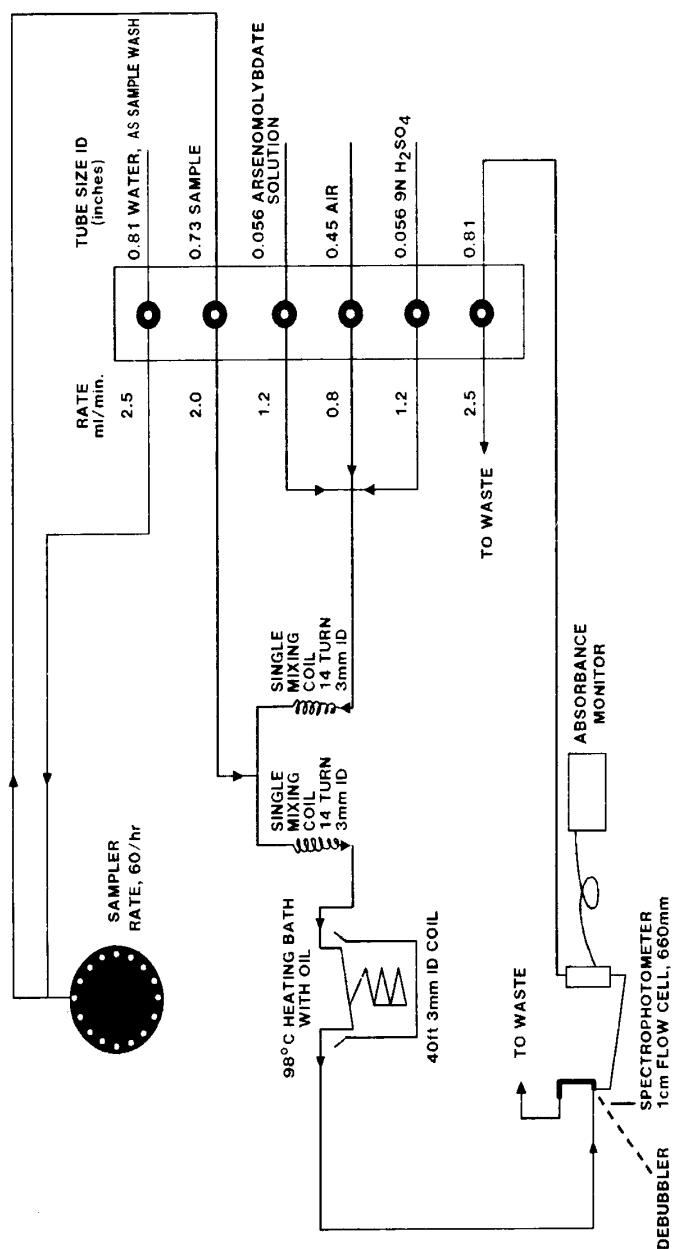 TUBE SIZE ID
(inches)
RATE
ml/min.
0.81 WATER, AS SAMPLE WASH
2.5
0.73 SAMPLE
2.0
0.056 ARSENOMOLYBDATE
SOLUTION
1.2
0.45 AIR
0.8
0.056 9N H₂SO₄
1.2
0.81
2.5
TO WASTE
SAMPLER
RATE, 60/hr
SINGLE
MIXING
COIL
14 TURN
3mm ID
SINGLE
MIXING
COIL
14 TURN
3mm ID
98°C HEATING BATH
WITH OIL
40ft 3mm ID COIL
TO WASTE
ABSORBANCE
MONITOR
SPECTROPHOTOMETER
1cm FLOW CELL, 660mm
DEBUBBLER